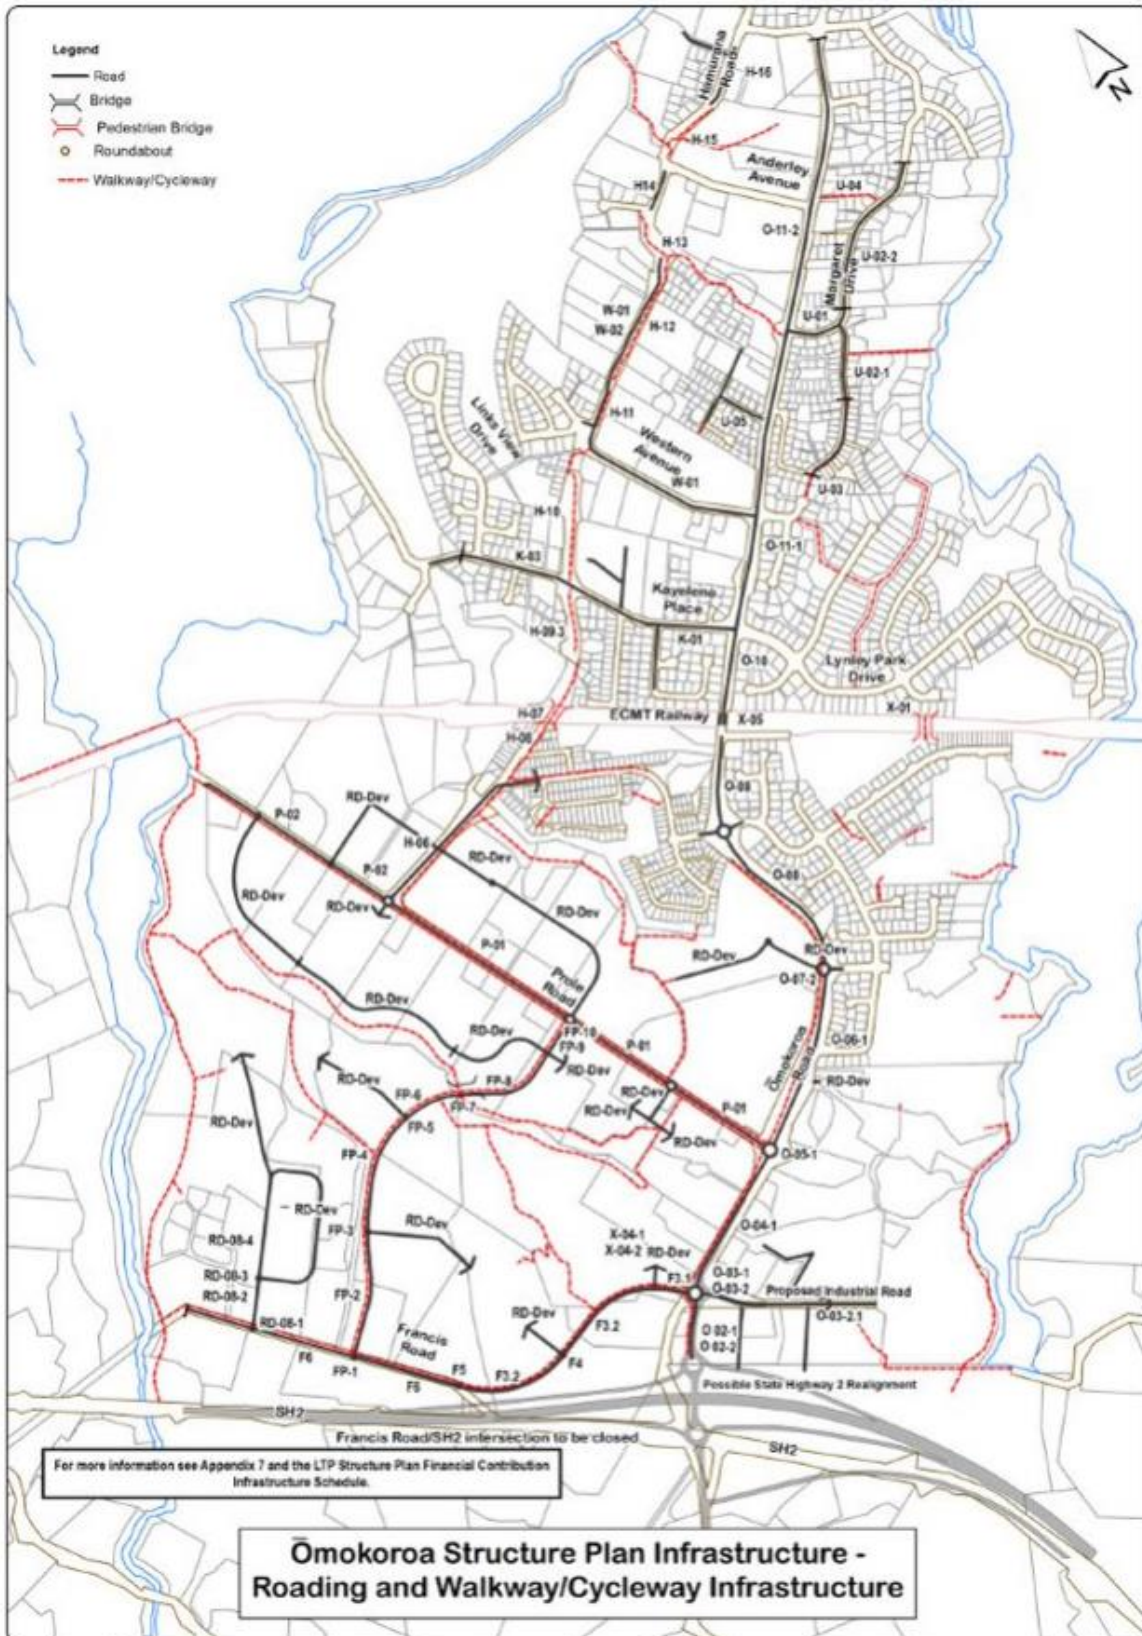 Legend
Road
Bridge
Pedestrian Bridge
Roundabout
Walkway/Cycleway
N
Hamurana
Road
H-16
H-15
Anderley
Avenue
U-04
H14
O-11-2
H-13
Margaret
Drive
U-02-2
W-01
W-02
H-12
U-01
U-02-1
Links View
Drive
H-11
U-05
Western
Avenue
W-01
U-03
H-10
O-11-1
K-03
Kayelene
Place
H-09-3
K-01
O-10
Lynley Park
Drive
H-07
ECMT Railway
X-05
X-01
H-08
O-09
RD-Dev
P-02
H-06
RD-Dev
O-08
P-02
RD-Dev
RD-Dev
RD-Dev
RD-Dev
RD-Dev
P-01
O-07-2
Prole
Road
RD-Dev
RD-Dev
FP-10
FP-9
P-01
O-06-1
Ōmokoroa
Road
RD-Dev
RD-Dev
RD-Dev
FP-8
RD-Dev
FP-6
FP-7
RD-Dev
P-01
RD-Dev
FP-5
RD-Dev
FP-4
O-05-1
RD-Dev
FP-3
RD-Dev
O-04-1
RD-08-4
X-04-1
X-04-2
RD-Dev
RD-08-3
F3.1
O-03-1
O-03-2
RD-08-2
FP-2
Proposed Industrial Road
O-03-2.1
RD-08-1
RD-Dev
F3.2
Francis
Road
O 02-1
O 02-2
F6
FP-1
F5
F4
F6
F3.2
Possible State Highway 2 Realignment
SH2
Francis Road/SH2 intersection to be closed
SH2
For more information see Appendix 7 and the LTP Structure Plan Financial Contribution
Infrastructure Schedule.
Ōmokoroa Structure Plan Infrastructure -
Roading and Walkway/Cycleway Infrastructure